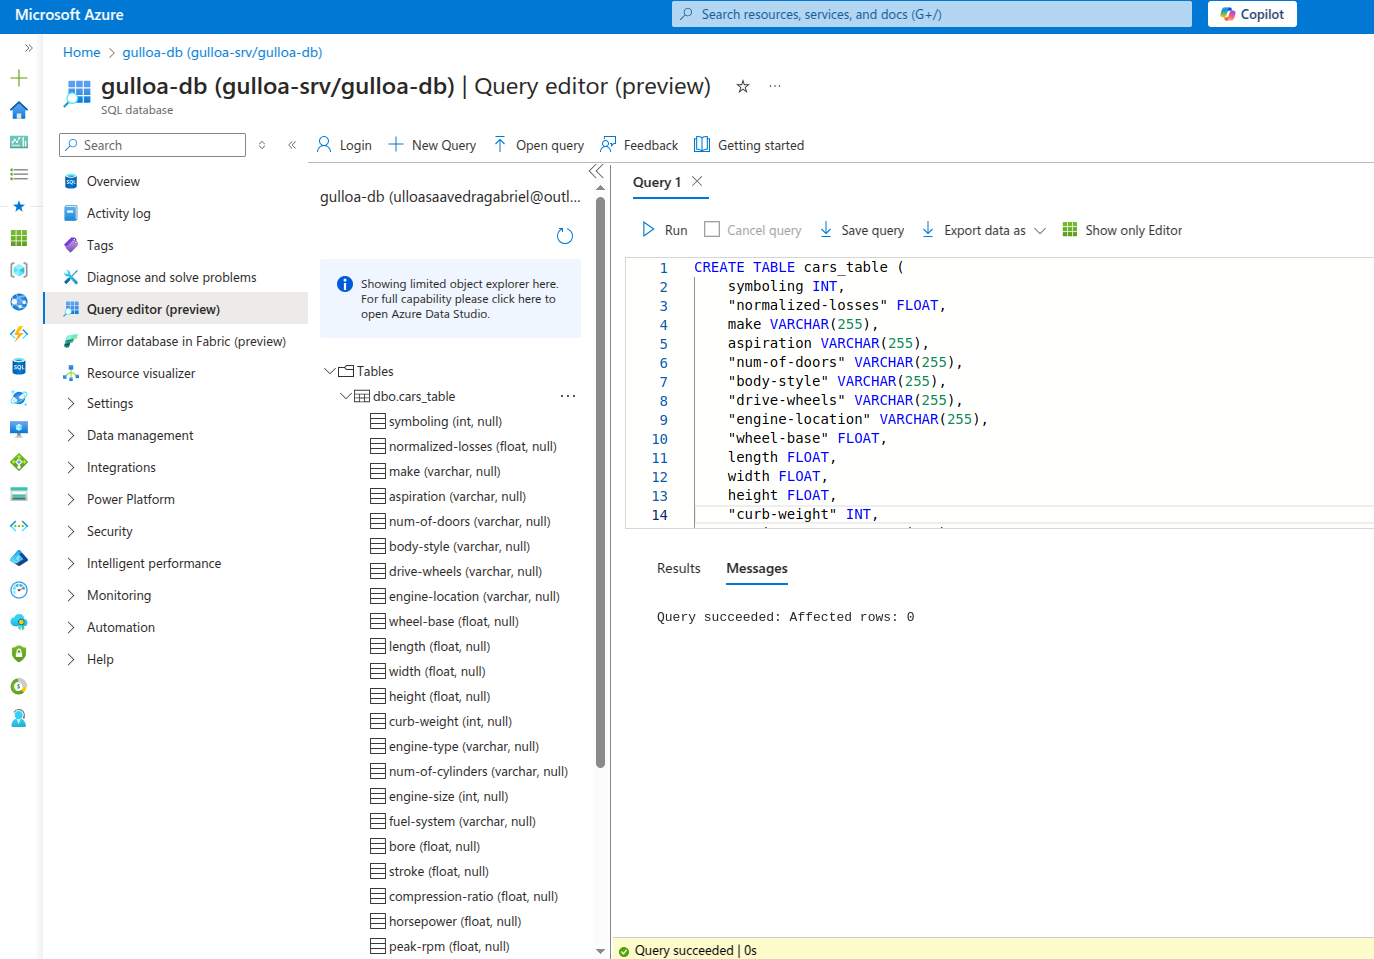 Microsoft Azure
Search resources, services, and docs (G+/)
Copilot
Home > gulloa-db (gulloa-srv/gulloa-db)
gulloa-db (gulloa-srv/gulloa-db) | Query editor (preview)
SQL database
Search
Login
New Query
Open query
Feedback
Getting started
Overview
Activity log
Tags
Diagnose and solve problems
Query editor (preview)
Mirror database in Fabric (preview)
Resource visualizer
Settings
Data management
Integrations
Power Platform
Security
Intelligent performance
Monitoring
Automation
Help
gulloa-db (ulloasaavedragabriel@outl...
Showing limited object explorer here.
For full capability please click here to
open Azure Data Studio.
Tables
dbo.cars_table
symboling (int, null)
normalized-losses (float, null)
make (varchar, null)
aspiration (varchar, null)
num-of-doors (varchar, null)
body-style (varchar, null)
drive-wheels (varchar, null)
engine-location (varchar, null)
wheel-base (float, null)
length (float, null)
width (float, null)
height (float, null)
curb-weight (int, null)
engine-type (varchar, null)
num-of-cylinders (varchar, null)
engine-size (int, null)
fuel-system (varchar, null)
bore (float, null)
stroke (float, null)
compression-ratio (float, null)
horsepower (float, null)
peak-rpm (float, null)
Query 1
Run
Cancel query
Save query
Export data as
Show only Editor
1 CREATE TABLE cars_table (
2 symboling INT,
3 "normalized-losses" FLOAT,
4 make VARCHAR(255),
5 aspiration VARCHAR(255),
6 "num-of-doors" VARCHAR(255),
7 "body-style" VARCHAR(255),
8 "drive-wheels" VARCHAR(255),
9 "engine-location" VARCHAR(255),
10 "wheel-base" FLOAT,
11 length FLOAT,
12 width FLOAT,
13 height FLOAT,
14 "curb-weight" INT,
Results
Messages
Query succeeded: Affected rows: 0
Query succeeded | 0s